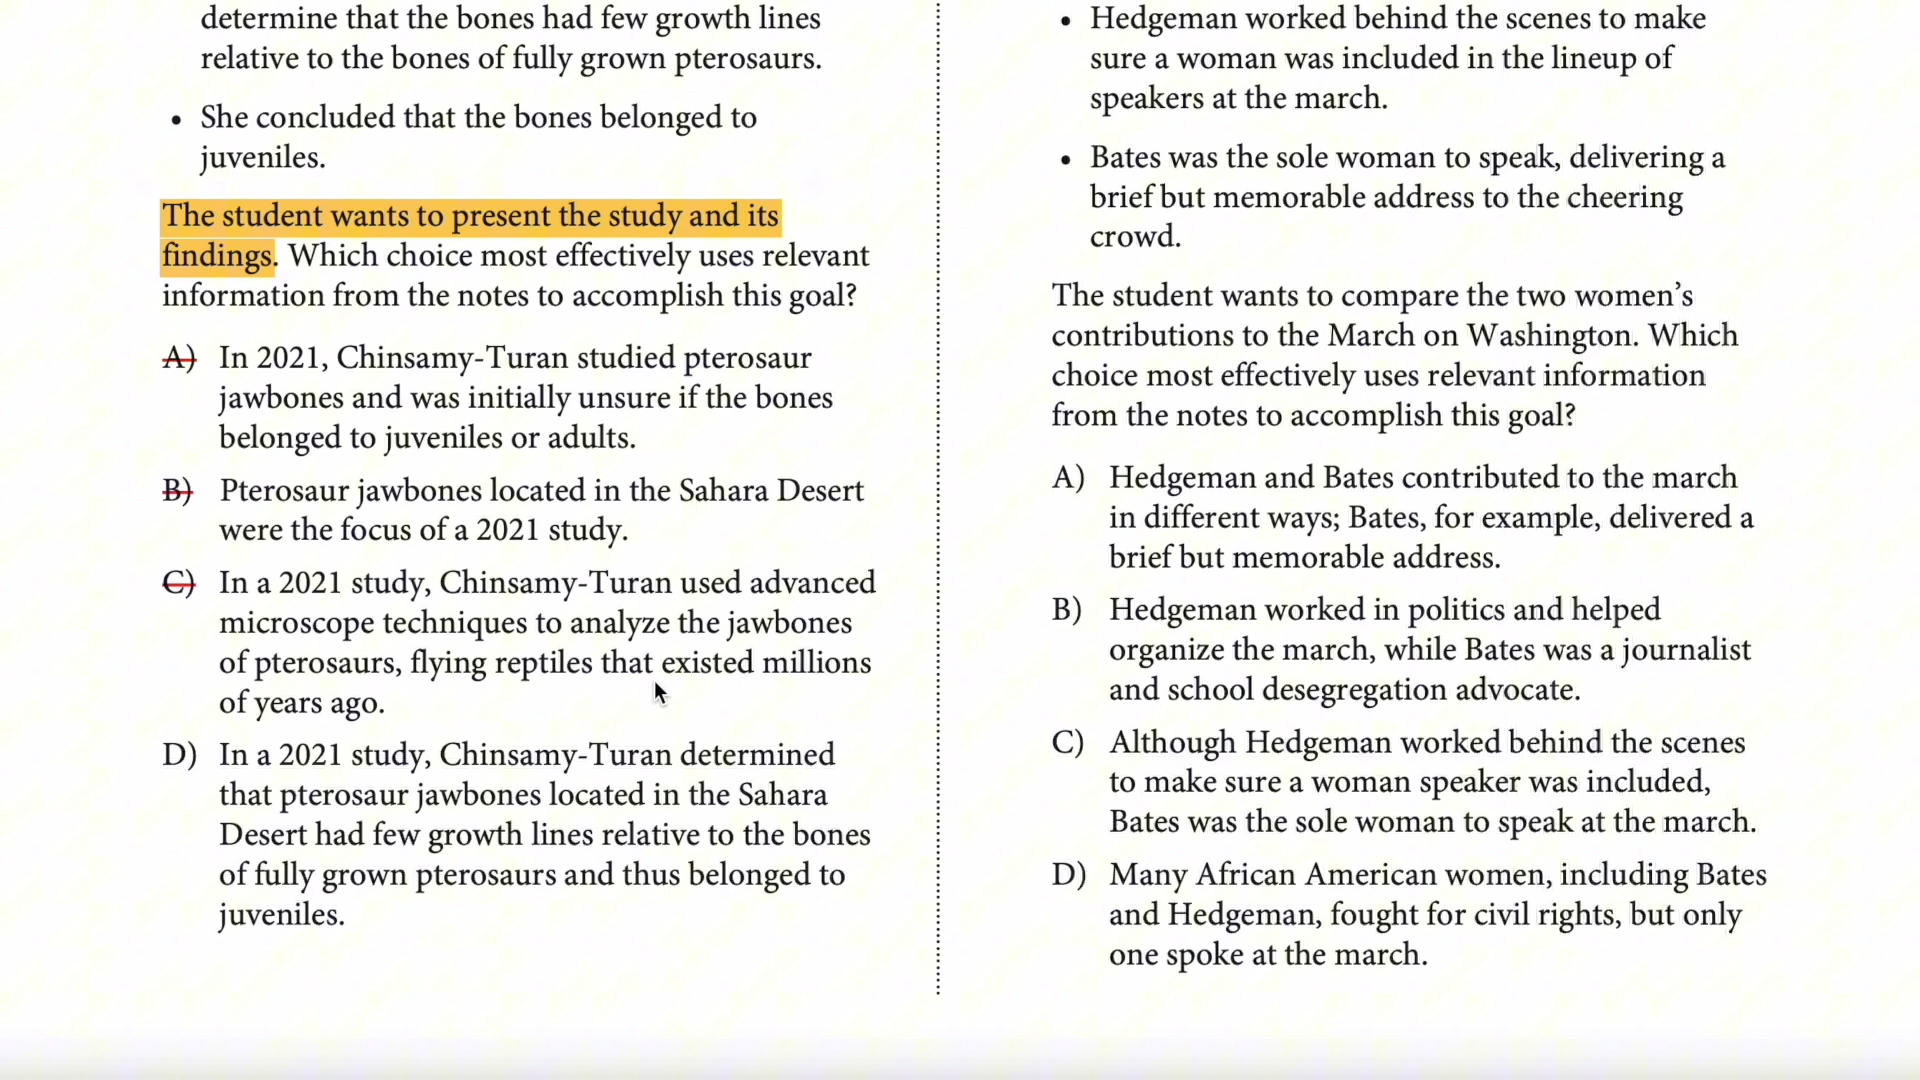 determine that the bones had few growth lines
relative to the bones of fully grown pterosaurs.
• She concluded that the bones belonged to
juveniles.
The student wants to present the study and its
findings. Which choice most effectively uses relevant
information from the notes to accomplish this goal?
A) In 2021, Chinsamy-Turan studied pterosaur
jawbones and was initially unsure if the bones
belonged to juveniles or adults.
B) Pterosaur jawbones located in the Sahara Desert
were the focus of a 2021 study.
C) In a 2021 study, Chinsamy-Turan used advanced
microscope techniques to analyze the jawbones
of pterosaurs, flying reptiles that existed millions
of years ago.
D) In a 2021 study, Chinsamy-Turan determined
that pterosaur jawbones located in the Sahara
Desert had few growth lines relative to the bones
of fully grown pterosaurs and thus belonged to
juveniles.
• Hedgeman worked behind the scenes to make
sure a woman was included in the lineup of
speakers at the march.
• Bates was the sole woman to speak, delivering a
brief but memorable address to the cheering
crowd.
The student wants to compare the two women’s
contributions to the March on Washington. Which
choice most effectively uses relevant information
from the notes to accomplish this goal?
A) Hedgeman and Bates contributed to the march
in different ways; Bates, for example, delivered a
brief but memorable address.
B) Hedgeman worked in politics and helped
organize the march, while Bates was a journalist
and school desegregation advocate.
C) Although Hedgeman worked behind the scenes
to make sure a woman speaker was included,
Bates was the sole woman to speak at the march.
D) Many African American women, including Bates
and Hedgeman, fought for civil rights, but only
one spoke at the march.